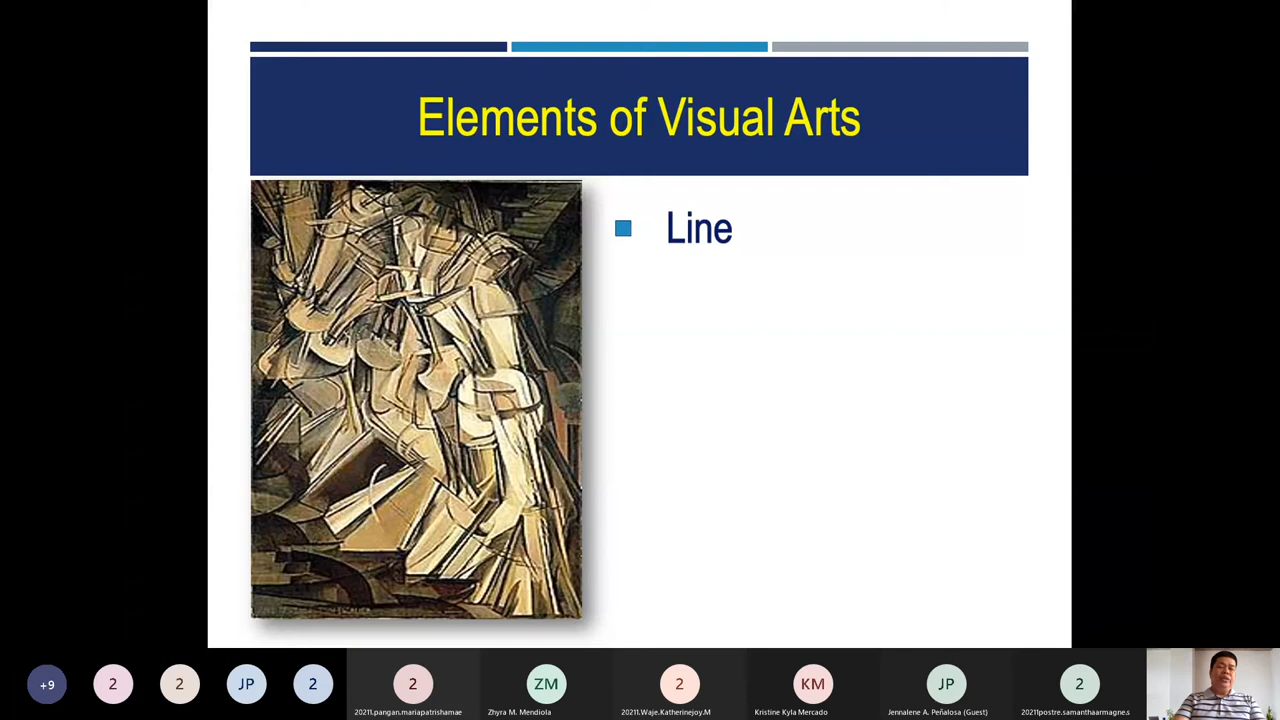 Elements of Visual Arts
Line
+9
2
2
JP
2
2
ZM
2
KM
JP
2
20211.pangan.mariapatrishamae
Zhyra M. Mendiola
20211.Waje.Katherinejoy.M
Kristine Kyla Mercado
Jennalene A. Peñalosa (Guest)
20211postre.samanthaarmagne.s